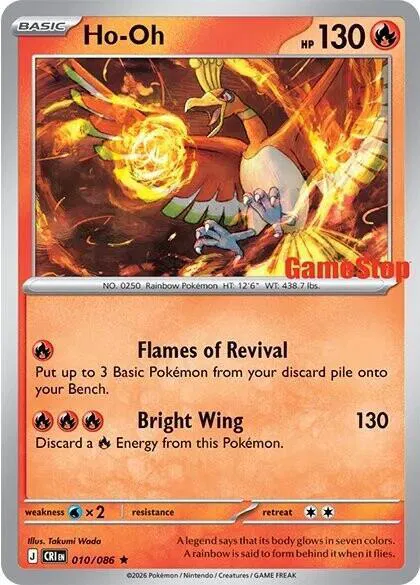 BASIC
Ho-Oh
HP 130
GameStop
NO. 0250 Rainbow Pokémon HT: 12'6" WT: 438.7 lbs.
Flames of Revival
Put up to 3 Basic Pokémon from your discard pile onto
your Bench.
Bright Wing 130
Discard a Energy from this Pokémon.
weakness ×2 resistance retreat
Illus. Takumi Wada
A legend says that its body glows in seven colors.
J CRI EN 010/086 ★
A rainbow is said to form behind it when it flies.
©2026 Pokémon / Nintendo / Creatures / GAME FREAK